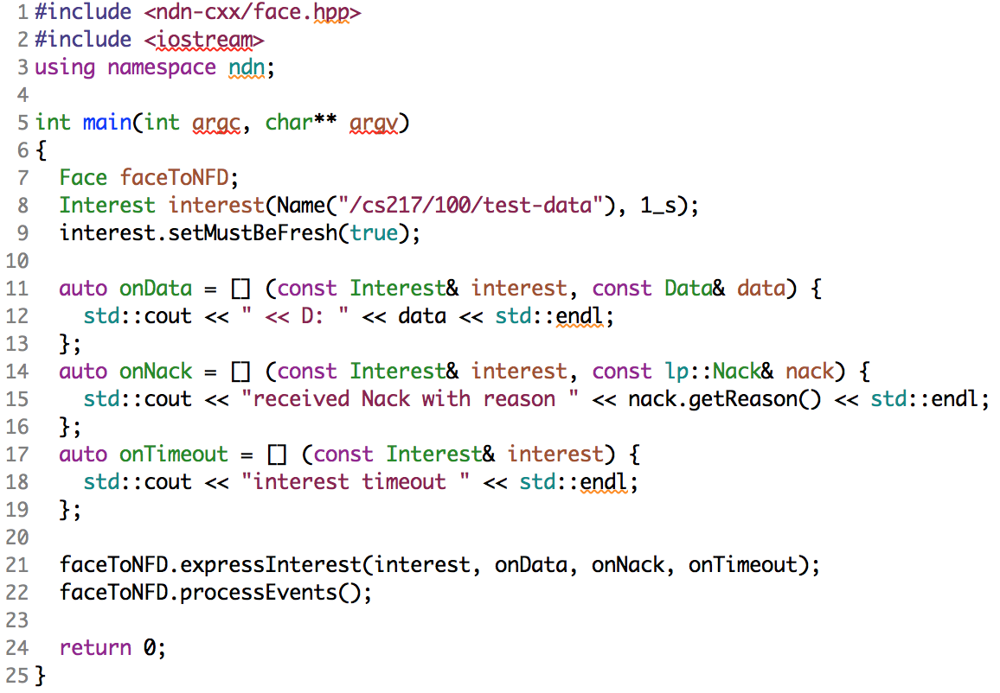 1 #include <ndn-cxx/face.hpp>
2 #include <iostream>
3 using namespace ndn;
4
5 int main(int argc, char** argv)
6 {
7   Face faceToNFD;
8   Interest interest(Name("/cs217/100/test-data"), 1_s);
9   interest.setMustBeFresh(true);
10
11   auto onData = [] (const Interest& interest, const Data& data) {
12     std::cout << " << D: " << data << std::endl;
13   };
14   auto onNack = [] (const Interest& interest, const lp::Nack& nack) {
15     std::cout << "received Nack with reason " << nack.getReason() << std::endl;
16   };
17   auto onTimeout = [] (const Interest& interest) {
18     std::cout << "interest timeout " << std::endl;
19   };
20
21   faceToNFD.expressInterest(interest, onData, onNack, onTimeout);
22   faceToNFD.processEvents();
23
24   return 0;
25 }